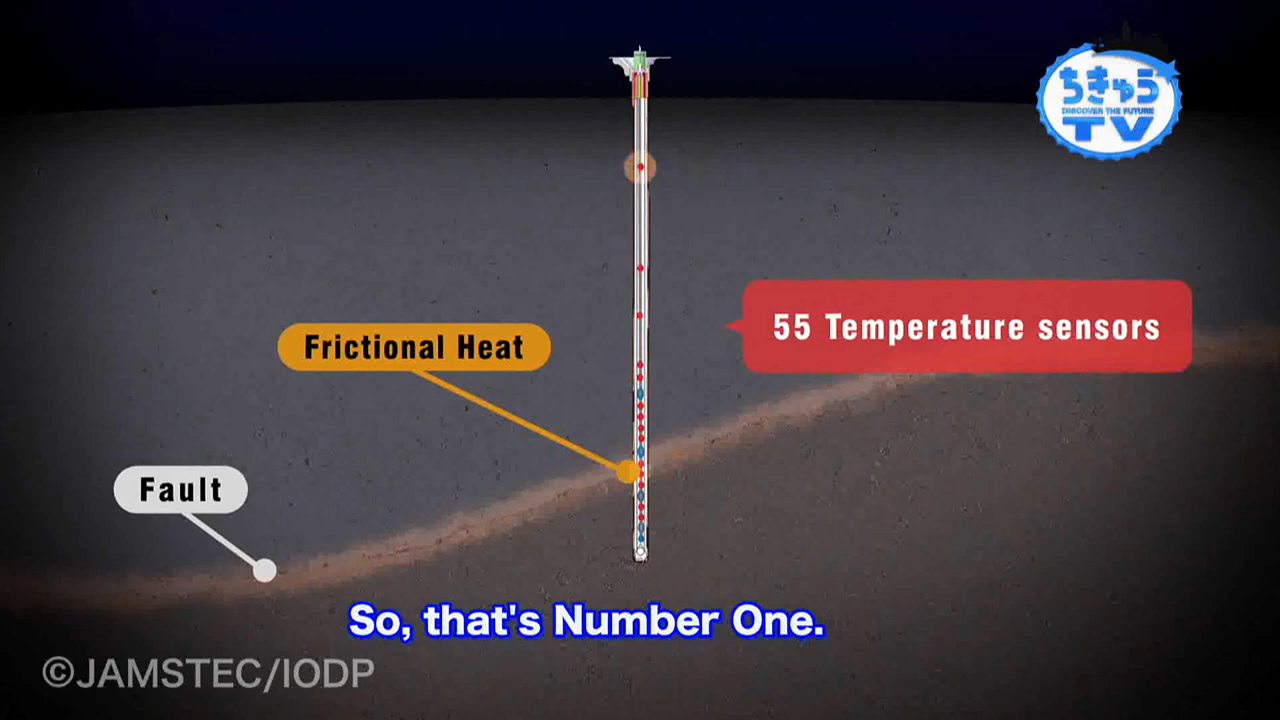 ちきゅう
DISCOVER THE FUTURE
TV
55 Temperature sensors
Frictional Heat
Fault
So, that's Number One.
©JAMSTEC/IODP